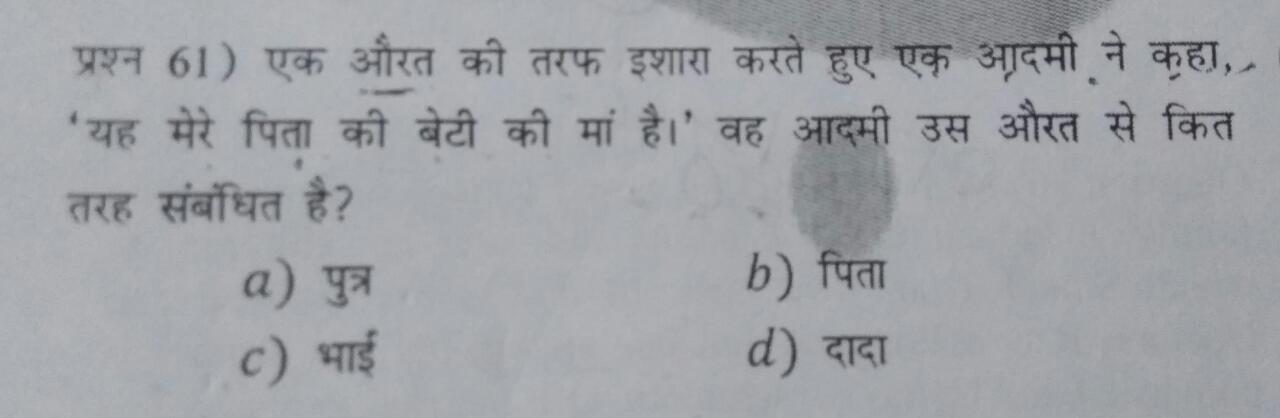 प्रश्न 61) एक औरत की तरफ इशारा करते हुए एक आदमी ने कहा,
'यह मेरे पिता की बेटी की मां है।' वह आदमी उस औरत से कित
तरह संबंधित है?
a) पुत्र b) पिता
c) भाई d) दादा